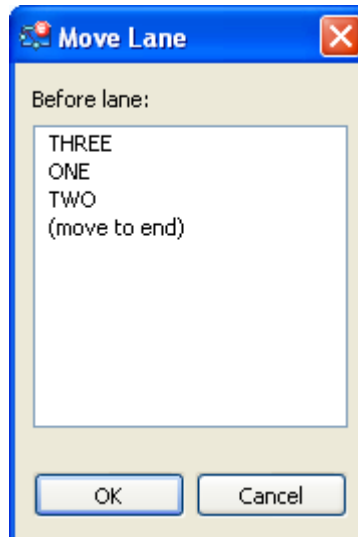 Move Lane
Before lane:
THREE
ONE
TWO
(move to end)
OK
Cancel